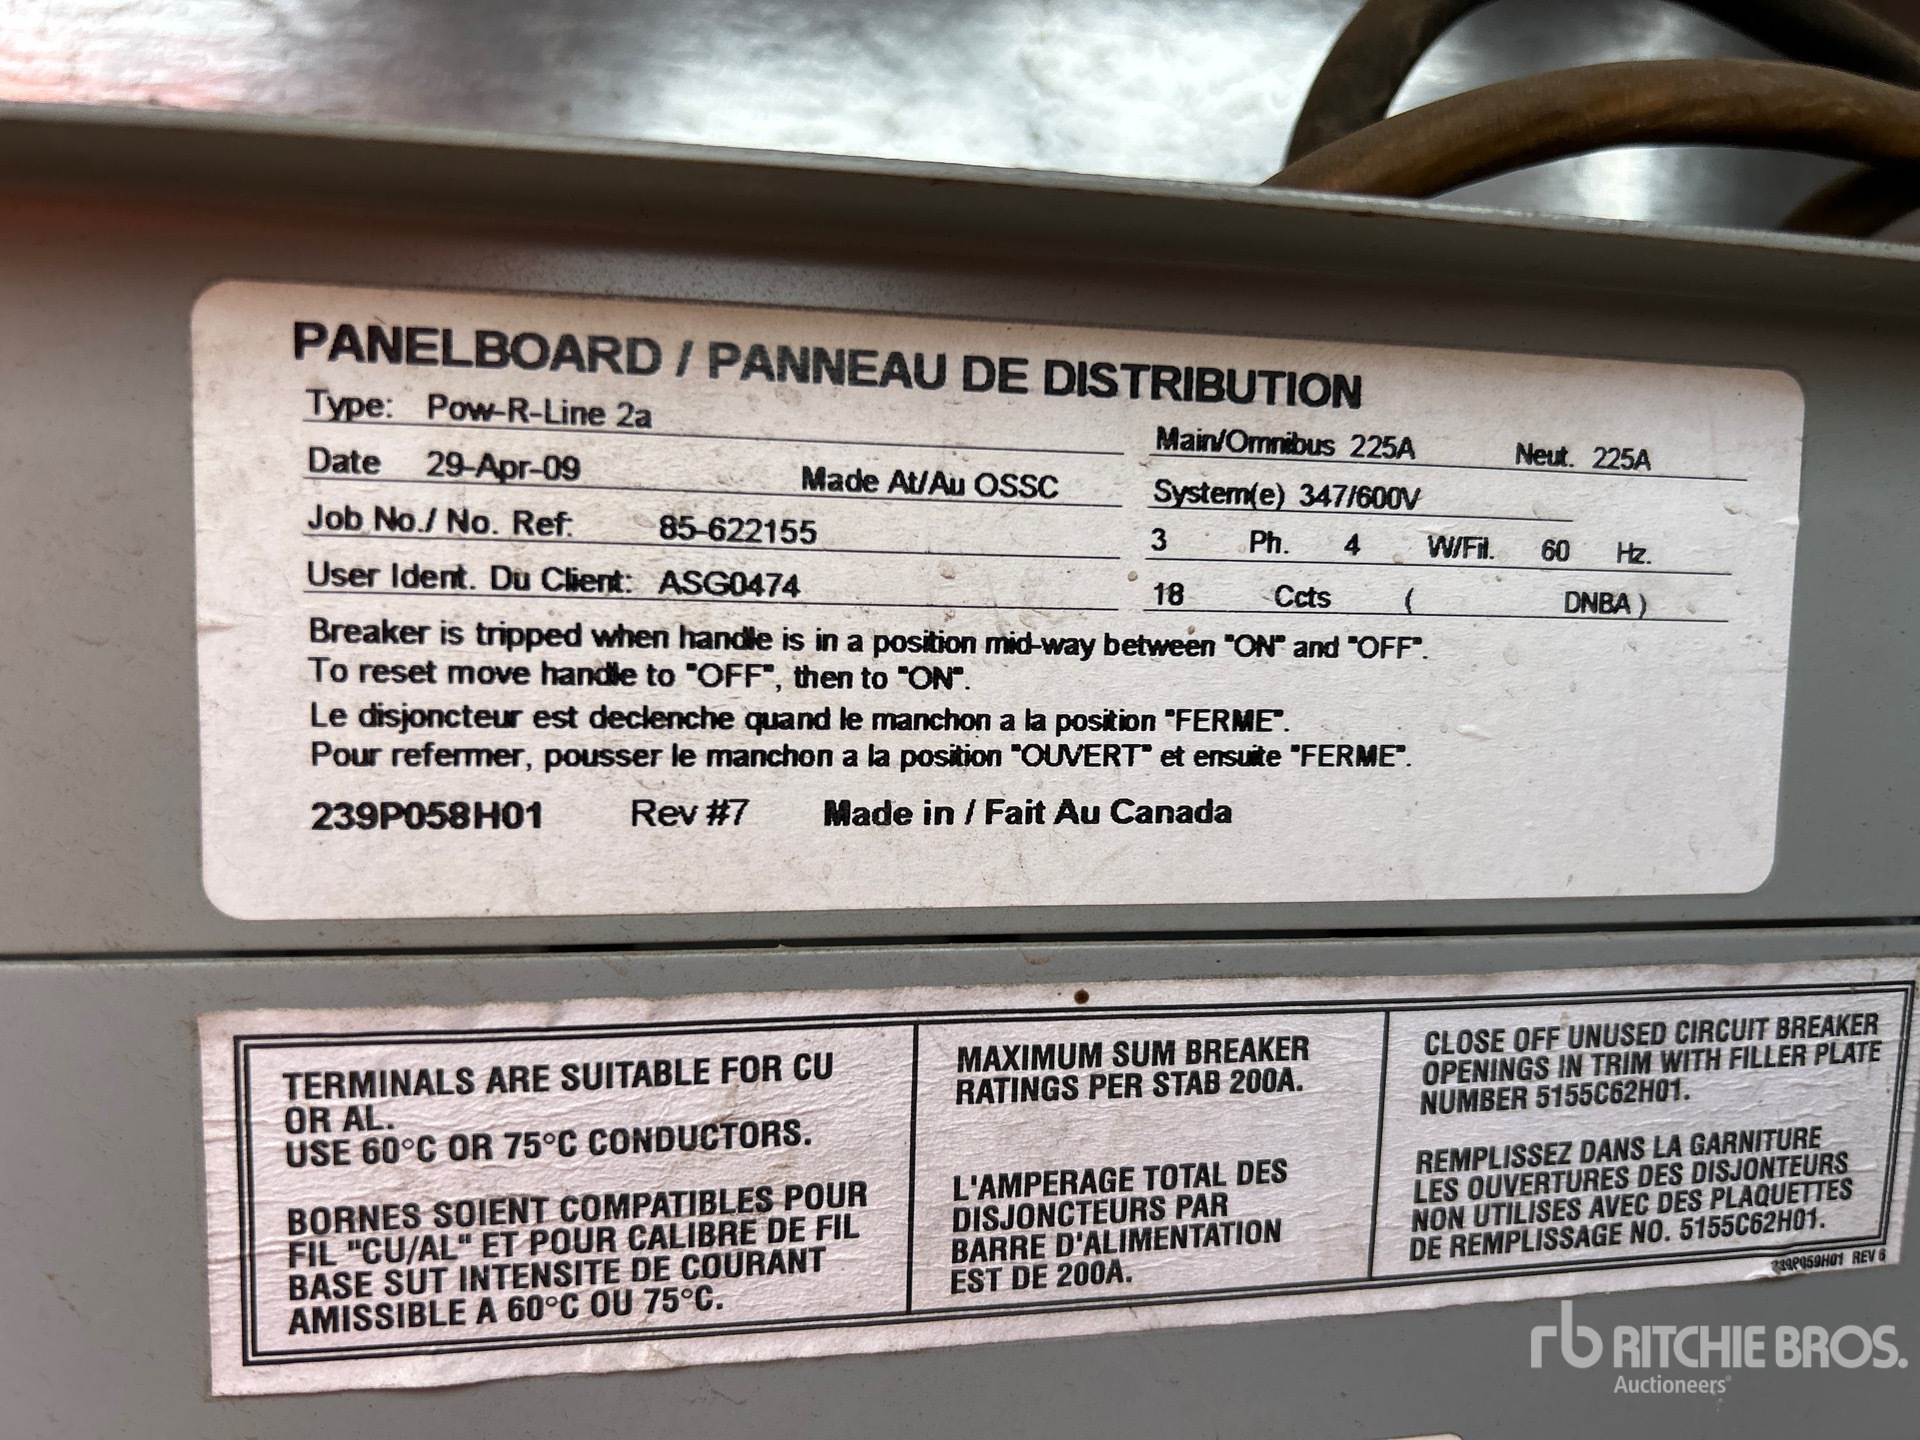 PANELBOARD / PANNEAU DE DISTRIBUTION
Type: Pow-R-Line 2a
Main/Omnibus 225A Neut. 225A
Date 29-Apr-09 Made At/Au OSSC
System(e) 347/600V
Job No./ No. Ref: 85-622155
3 Ph. 4 W/Fil. 60 Hz.
User Ident. Du Client: ASG0474
18 Ccts ( DNBA )
Breaker is tripped when handle is in a position mid-way between "ON" and "OFF".
To reset move handle to "OFF", then to "ON".
Le disjoncteur est declenche quand le manchon a la position "FERME".
Pour refermer, pousser le manchon a la position "OUVERT" et ensuite "FERME".
239P058H01 Rev #7 Made in / Fait Au Canada
TERMINALS ARE SUITABLE FOR CU
OR AL.
USE 60°C OR 75°C CONDUCTORS.
BORNES SOIENT COMPATIBLES POUR
FIL "CU/AL" ET POUR CALIBRE DE FIL
BASE SUT INTENSITE DE COURANT
AMISSIBLE A 60°C OU 75°C.
MAXIMUM SUM BREAKER
RATINGS PER STAB 200A.
L'AMPERAGE TOTAL DES
DISJONCTEURS PAR
BARRE D'ALIMENTATION
EST DE 200A.
CLOSE OFF UNUSED CIRCUIT BREAKER
OPENINGS IN TRIM WITH FILLER PLATE
NUMBER 5155C62H01.
REMPLISSEZ DANS LA GARNITURE
LES OUVERTURES DES DISJONTEURS
NON UTILISES AVEC DES PLAQUETTES
DE REMPLISSAGE NO. 5155C62H01.
239P059H01 REV 6
rb RITCHIE BROS.
Auctioneers